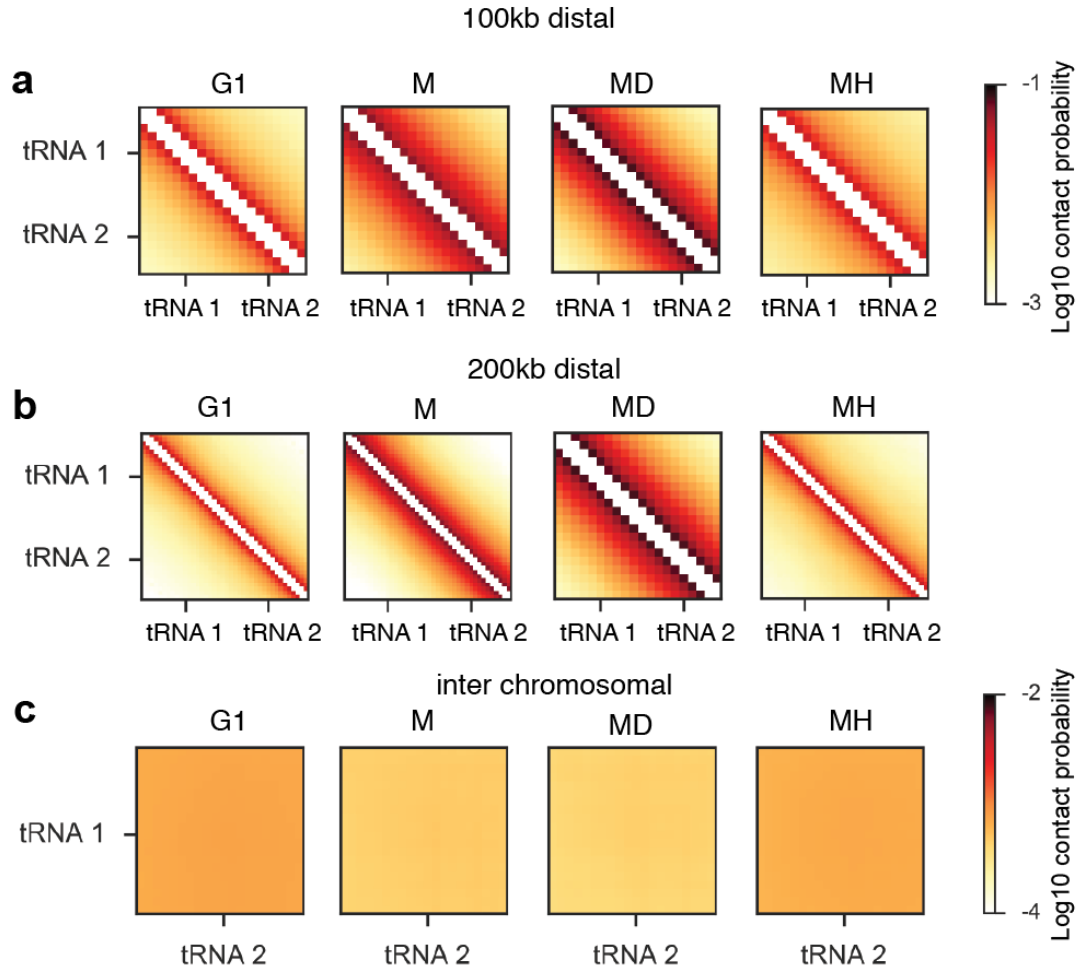 100kb distal
a
G1 M MD MH
-1
tRNA 1
tRNA 2
-3
Log10 contact probability
tRNA 1 tRNA 2 tRNA 1 tRNA 2 tRNA 1 tRNA 2 tRNA 1 tRNA 2
200kb distal
b
G1 M MD MH
tRNA 1
tRNA 2
tRNA 1 tRNA 2 tRNA 1 tRNA 2 tRNA 1 tRNA 2 tRNA 1 tRNA 2
inter chromosomal
c
G1 M MD MH
-2
tRNA 1
-4
Log10 contact probability
tRNA 2 tRNA 2 tRNA 2 tRNA 2